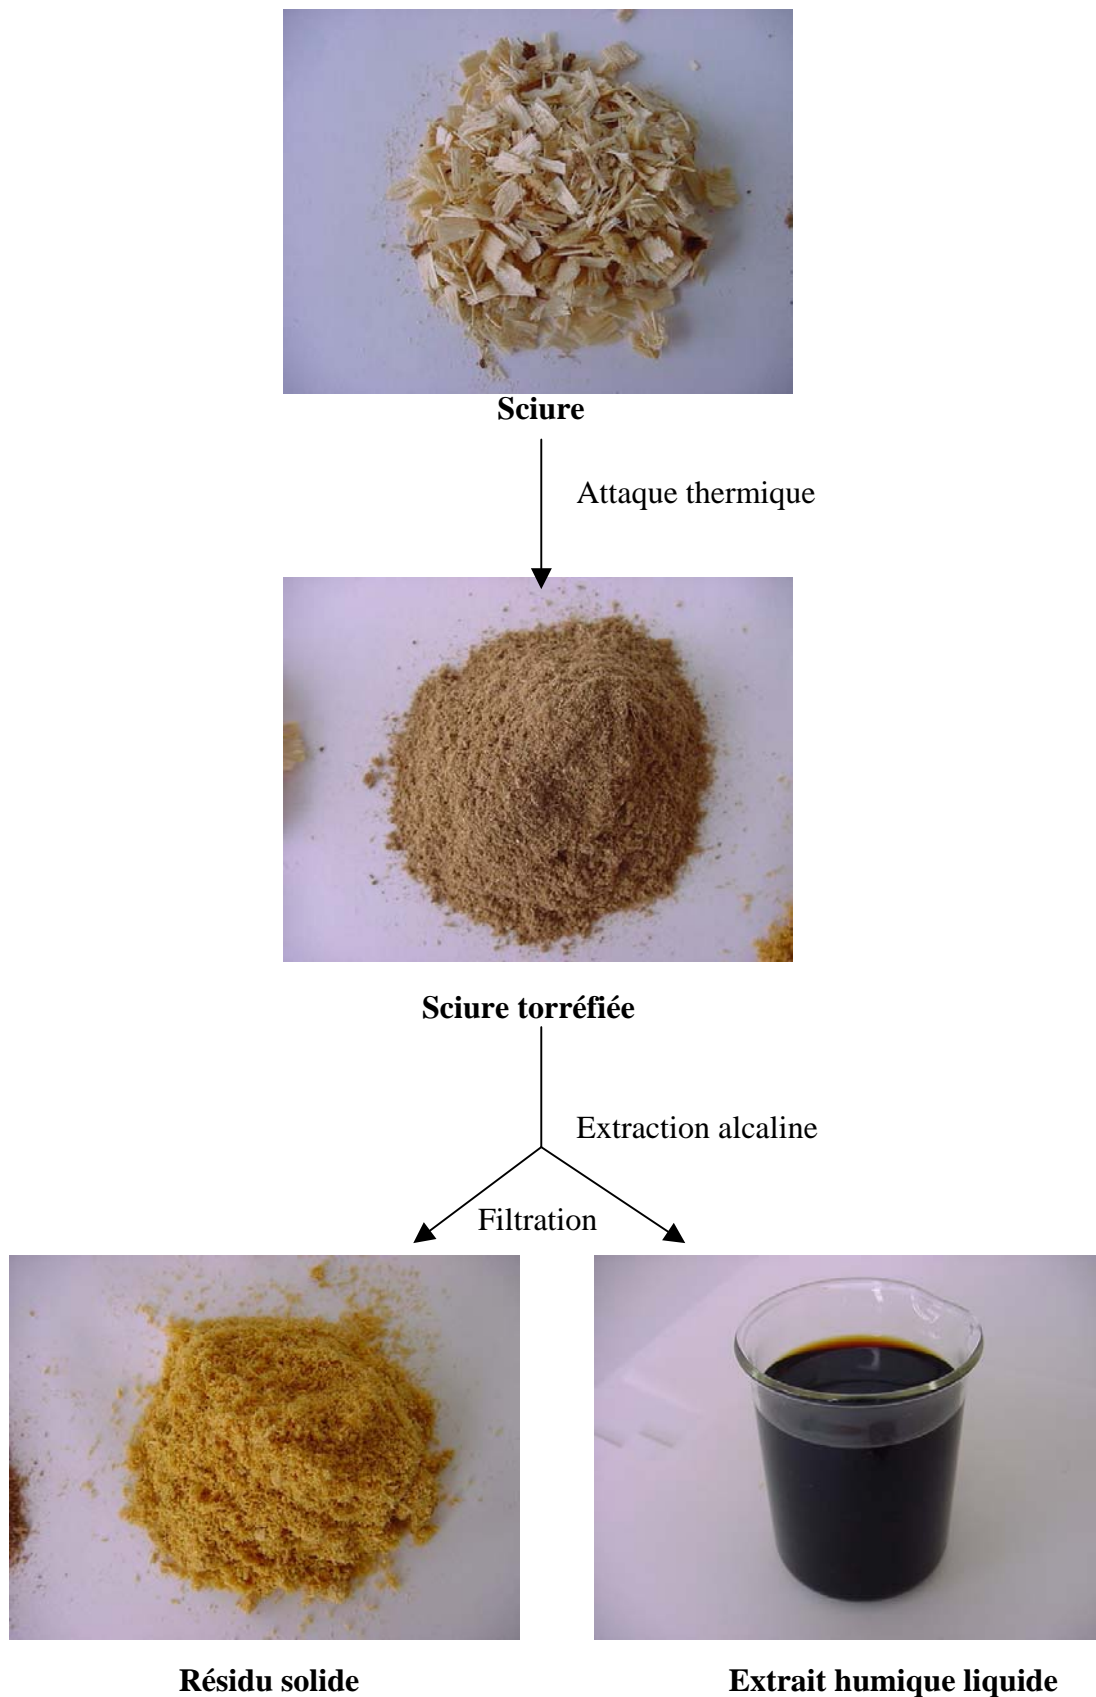 Sciure
Attaque thermique
Sciure torréfiée
Extraction alcaline
Filtration
Résidu solide
Extrait humique liquide